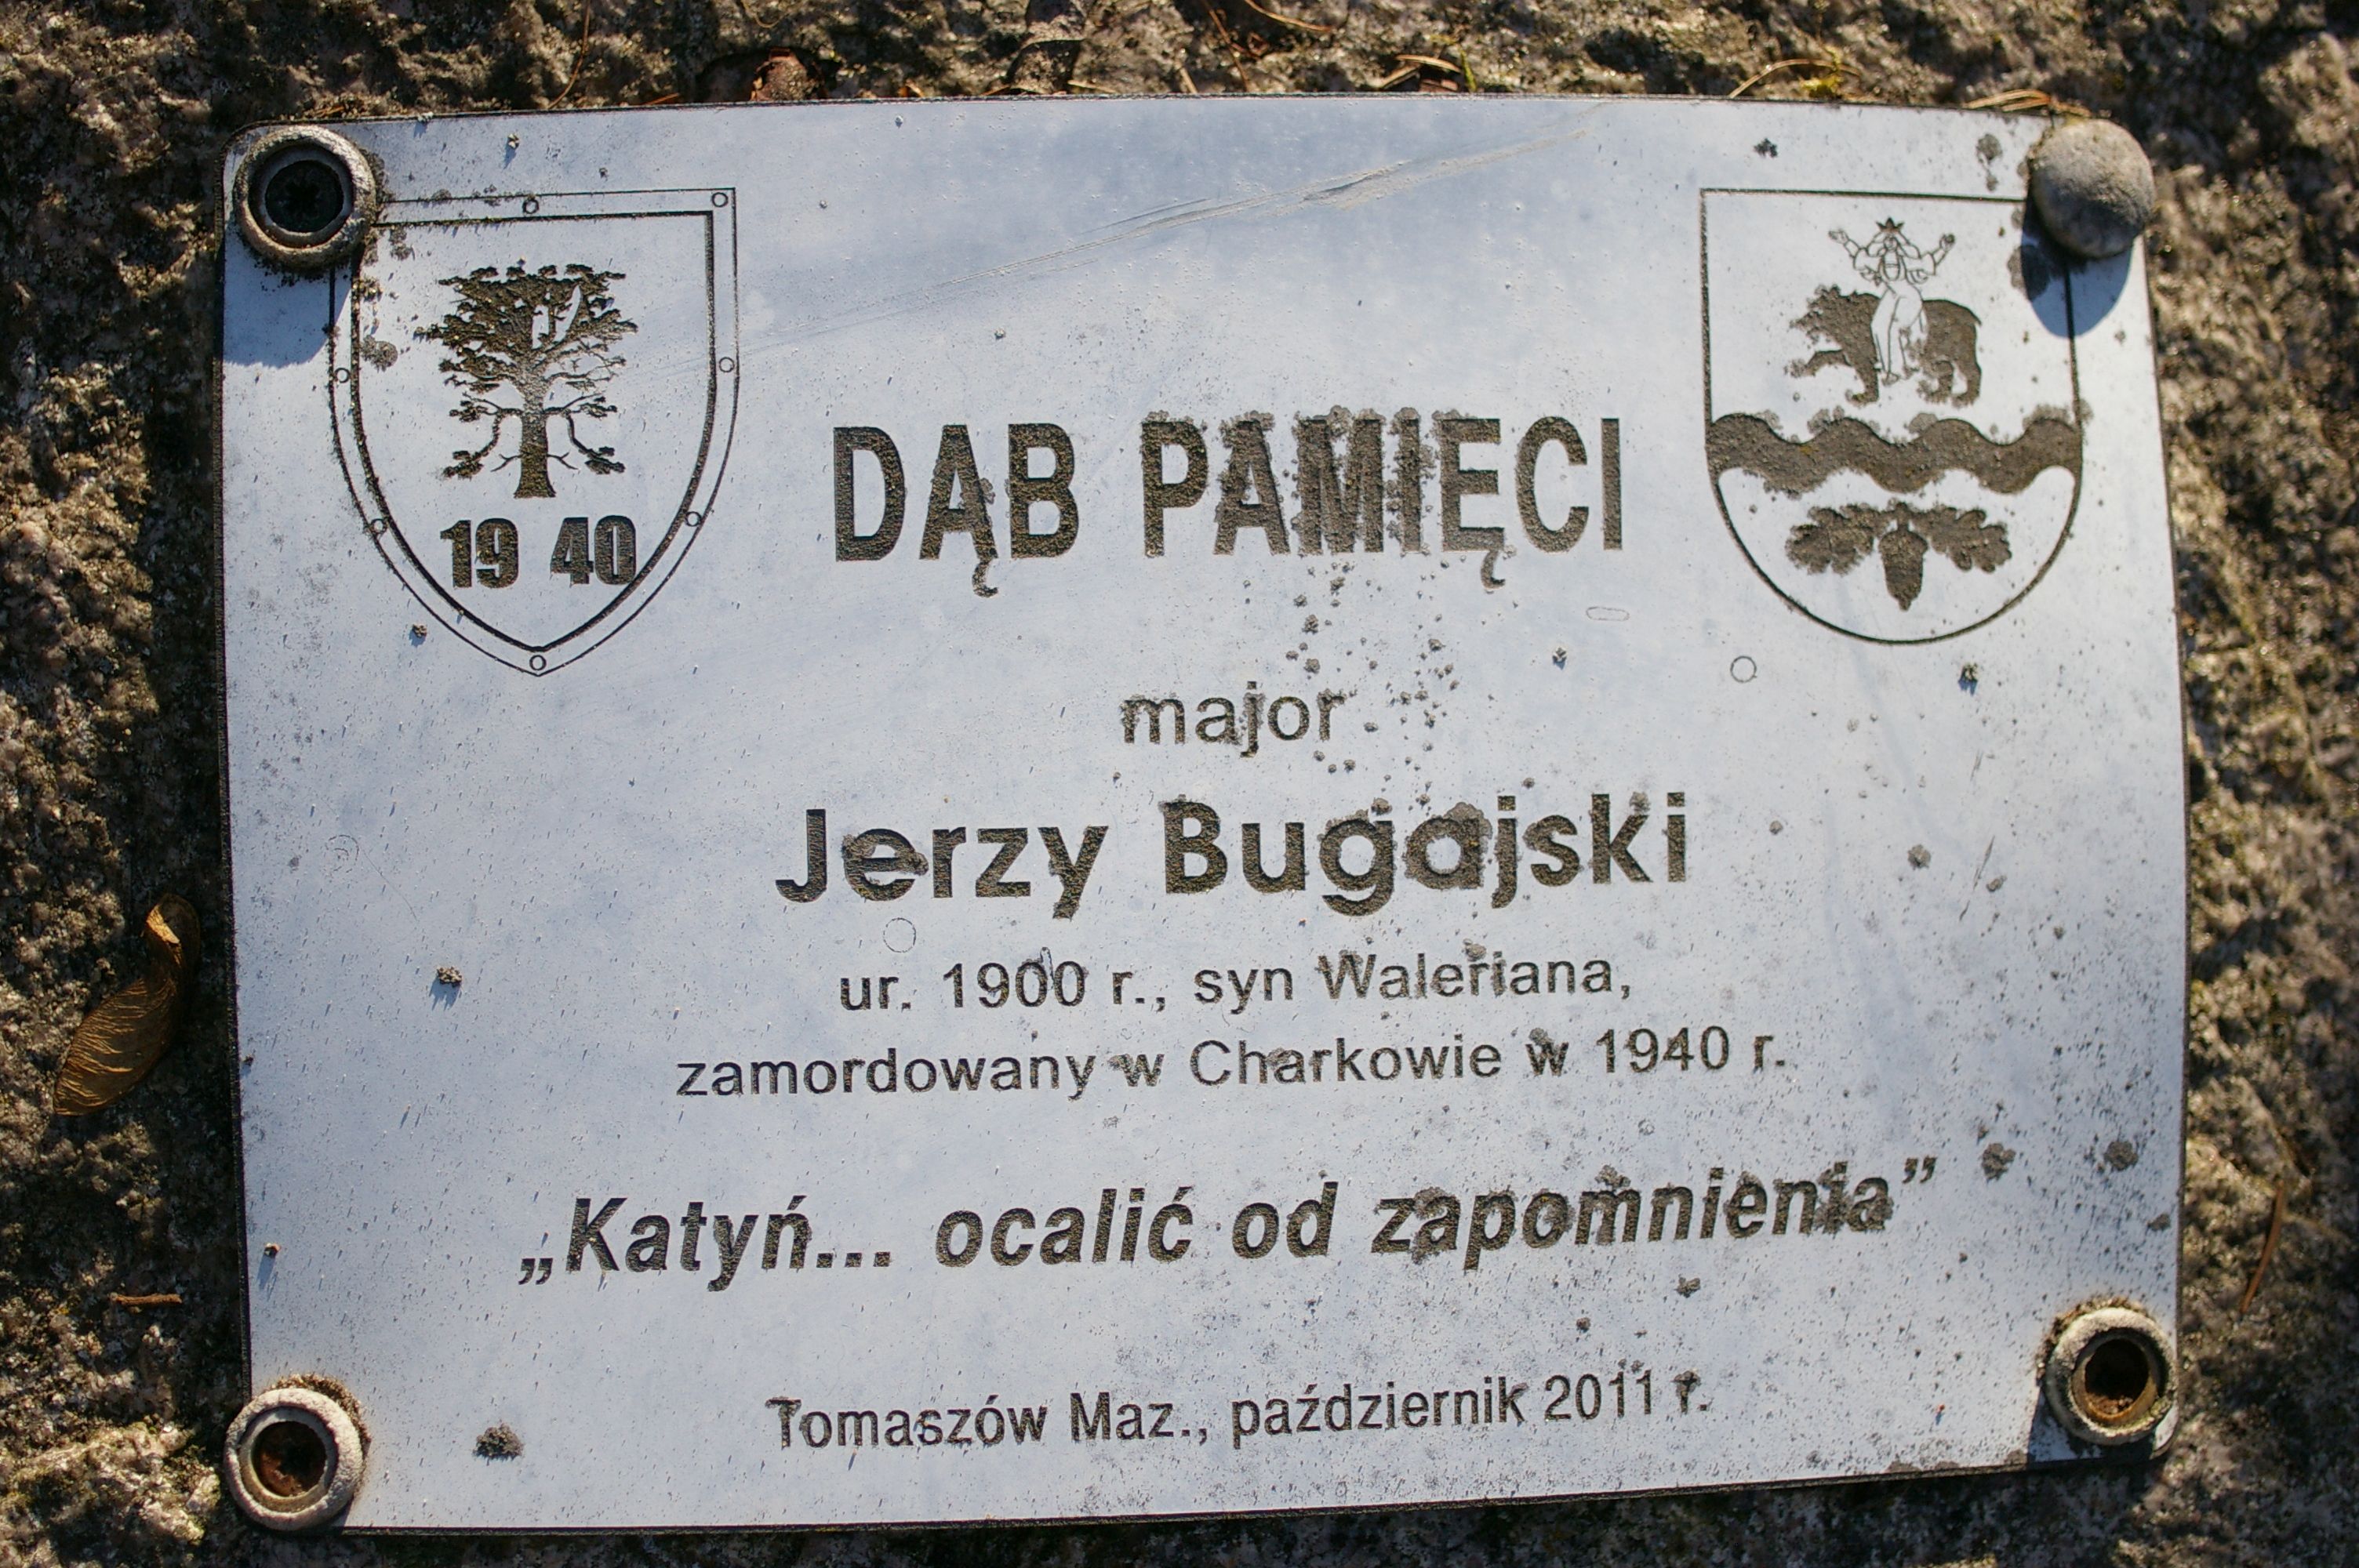 19 40
DĄB PAMIĘCI
major
Jerzy Bugajski
ur. 1900 r., syn Waleriana,
zamordowany w Charkowie w 1940 r.
„Katyń... ocalić od zapomnienia”
Tomaszów Maz., październik 2011 r.